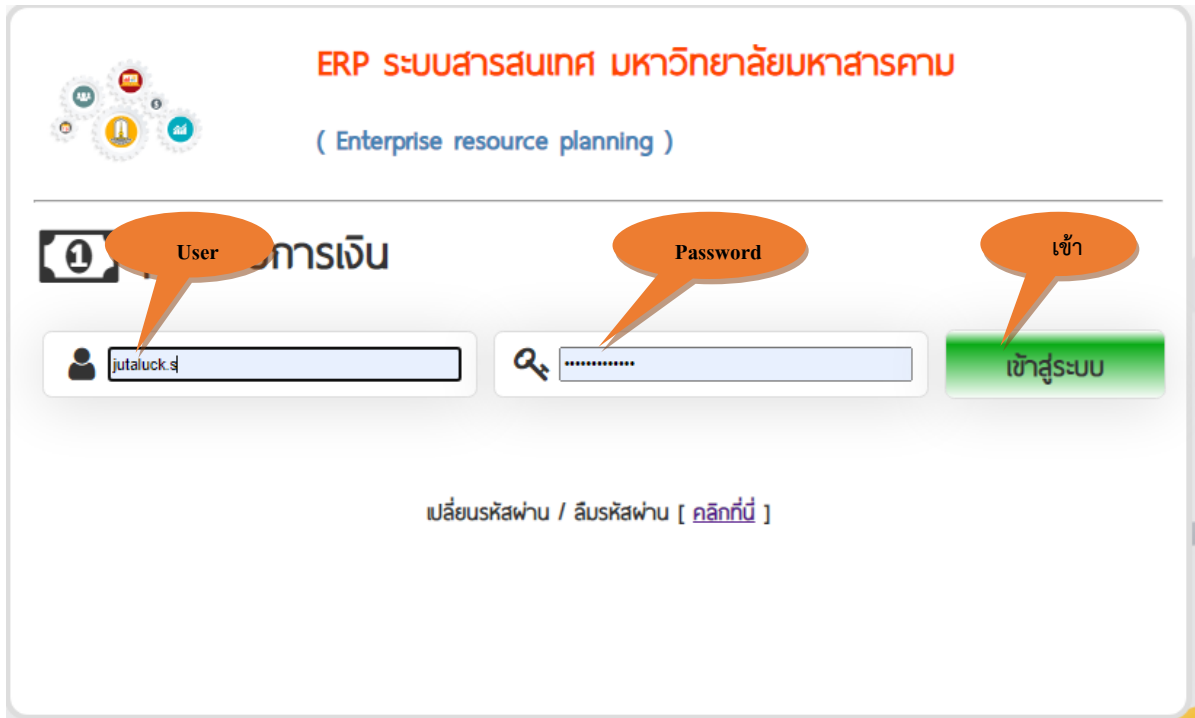 ERP ระบบสารสนเทศ มหาวิทยาลัยมหาสารคาม
( Enterprise resource planning )
User
การเงิน
Password
เข้า
jutaluck.s
•••••••••••••
เข้าสู่ระบบ
เปลี่ยนรหัสผ่าน / ลืมรหัสผ่าน [ คลิกที่นี่ ]